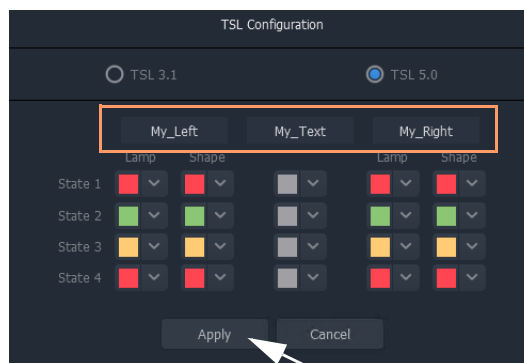 TSL Configuration
TSL 3.1 TSL 5.0
My_Left My_Text My_Right
Lamp Shape Lamp Shape
State 1
State 2
State 3
State 4
Apply Cancel